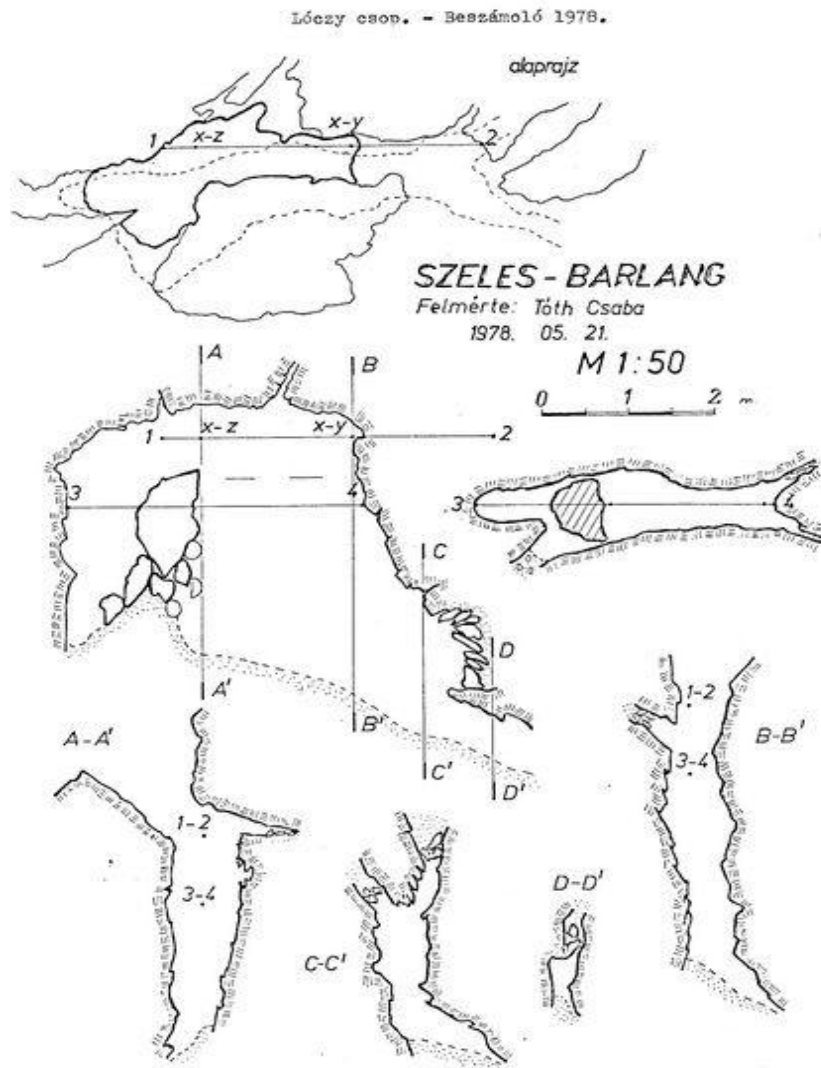 Lóczy csop. - Beszámoló 1978.
alaprajz
1 x-z x-y 2
SZELES - BARLANG
Felmérte: Tóth Csaba
1978. 05. 21.
M 1:50
0 1 2 m.
A B
1 x-z x-y 2
3 4
C
D
A'
B'
C'
D'
3 4
A-A'
1-2
3-4
C-C'
D-D'
1-2
3-4
B-B'